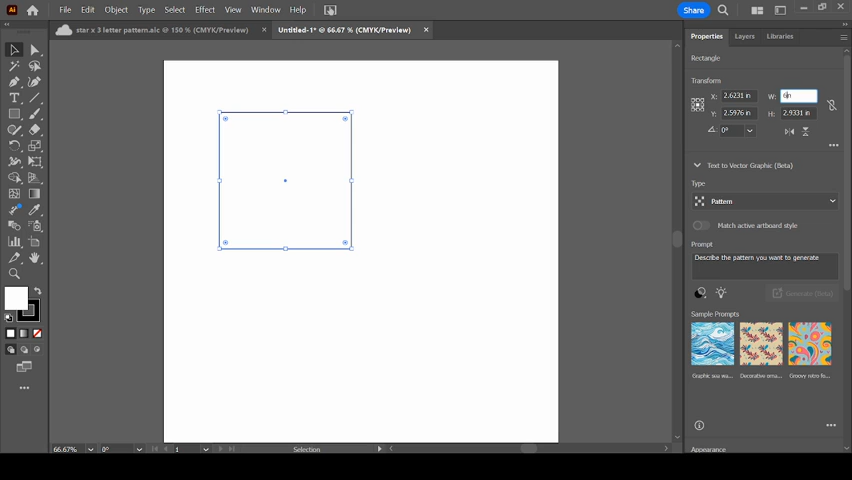 Ai File Edit Object Type Select Effect View Window Help Share
star x 3 letter pattern.aic @ 150 % (CMYK/Preview) × Untitled-1* @ 66.67 % (CMYK/Preview) ×
Properties Layers Libraries
Rectangle
Transform
X: 2.6231 in W: 6in
Y: 2.5976 in H: 2.9331 in
0°
Text to Vector Graphic (Beta)
Type
Pattern
Match active artboard style
Prompt
Describe the pattern you want to generate
Generate (Beta)
Sample Prompts
Graphic sea wa... Decorative orna... Groovy retro fo...
Appearance
66.67% 0° 1 Selection